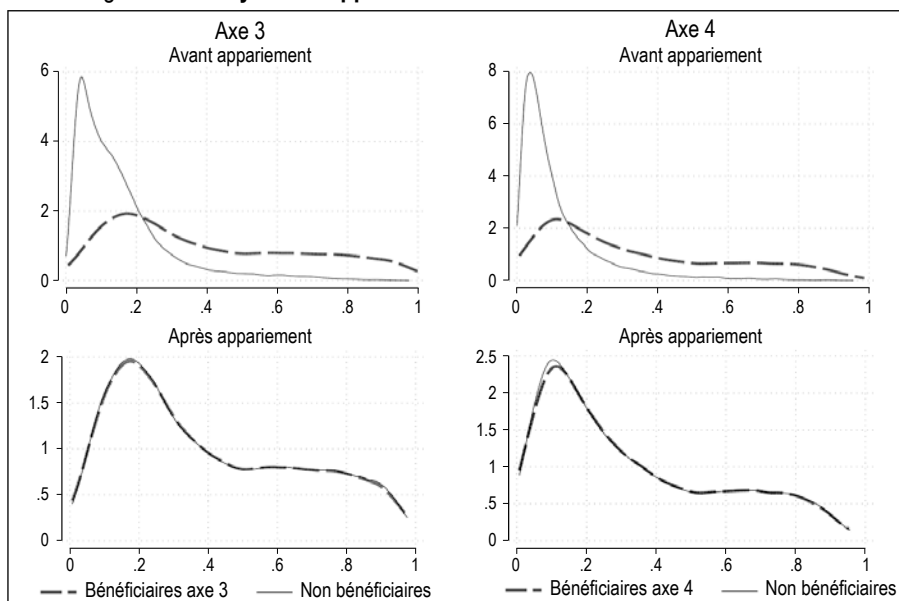 Axe 3
Avant appariement
6
4
2
0
0 .2 .4 .6 .8 1
Axe 4
Avant appariement
8
6
4
2
0
0 .2 .4 .6 .8 1
Après appariement
2
1.5
1
.5
0
0 .2 .4 .6 .8 1
Bénéficiaires axe 3 Non bénéficiaires
Après appariement
2.5
2
1.5
1
.5
0
0 .2 .4 .6 .8 1
Bénéficiaires axe 4 Non bénéficiaires